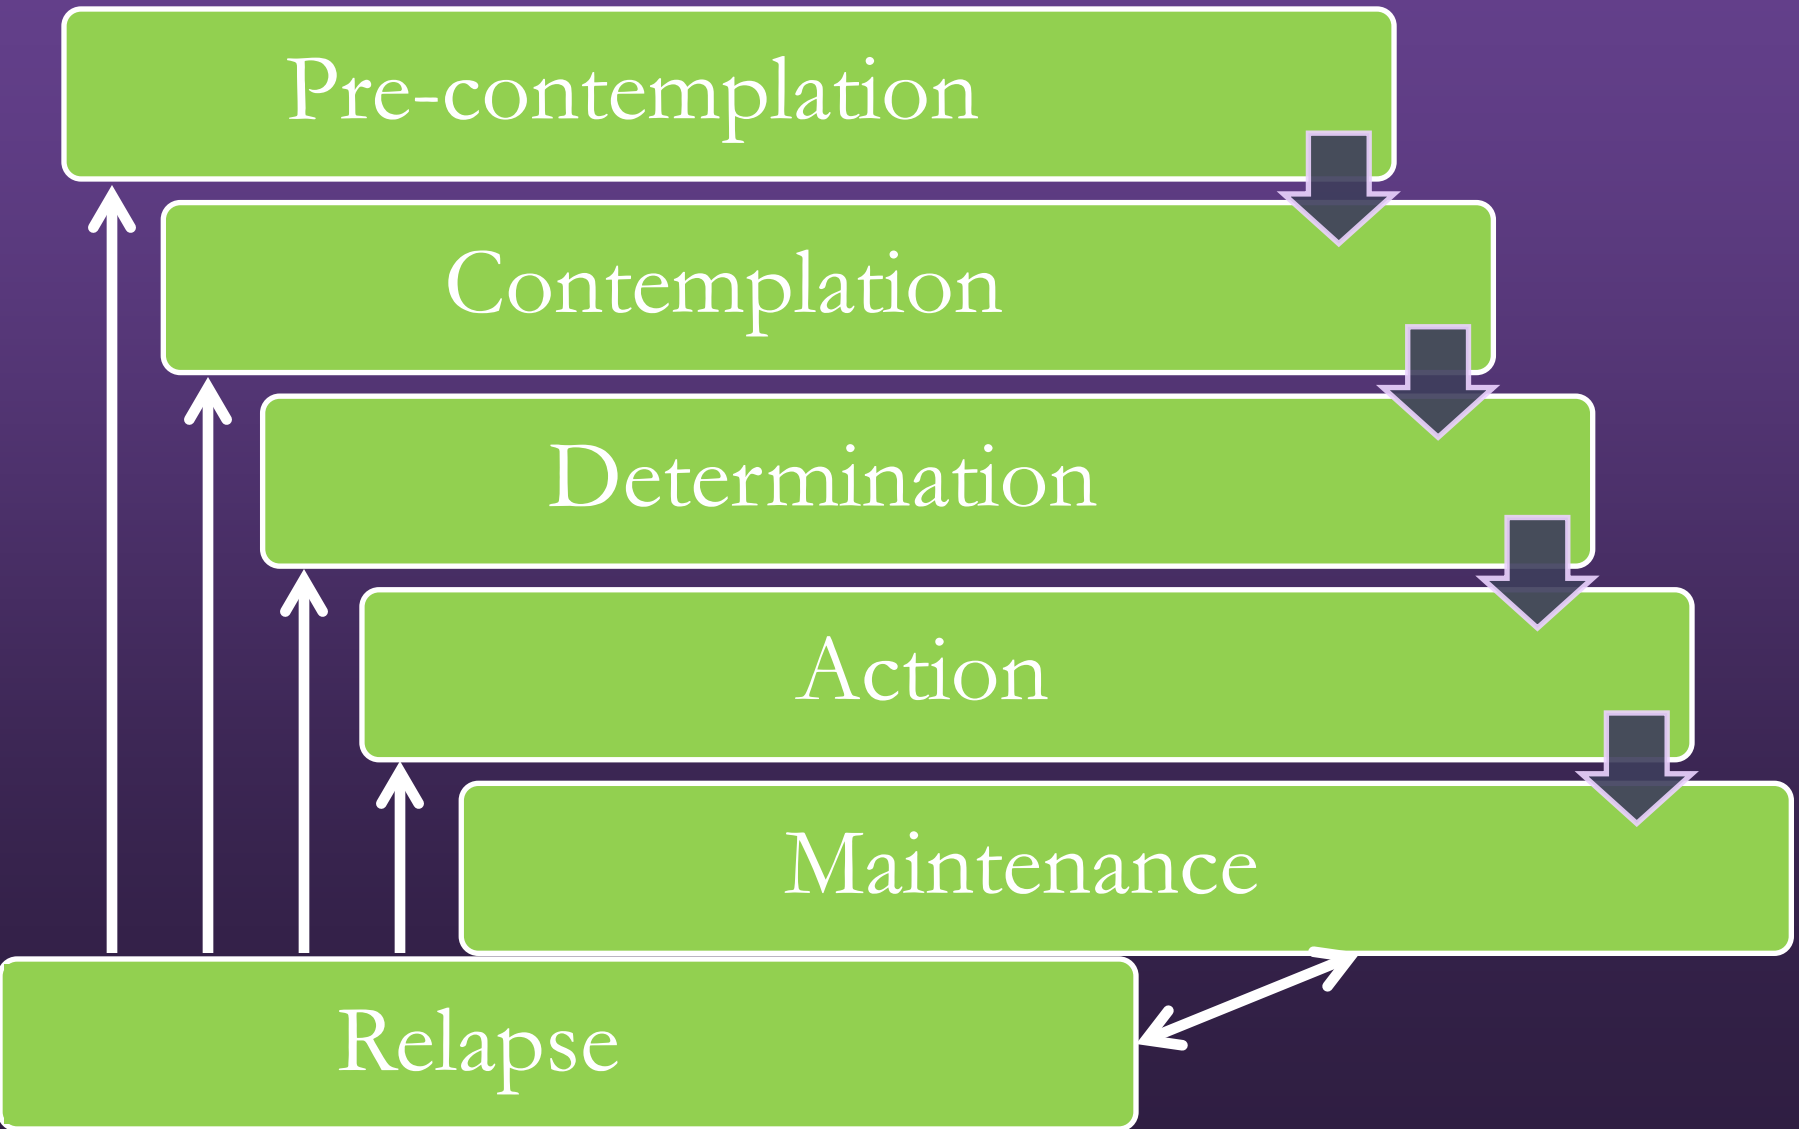 Pre-contemplation
Contemplation
Determination
Action
Maintenance
Relapse